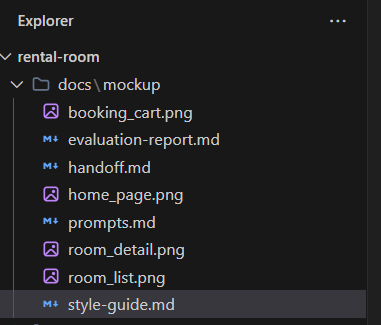 Explorer
rental-room
docs\mockup
booking_cart.png
evaluation-report.md
handoff.md
home_page.png
prompts.md
room_detail.png
room_list.png
style-guide.md